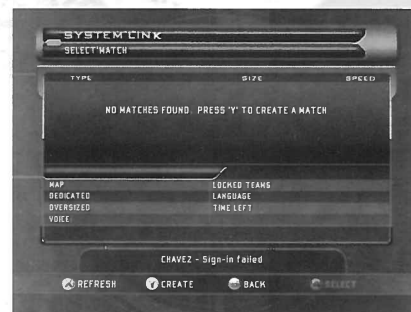 SYSTEM LINK
SELECT MATCH
TYPE SIZE SPEED
NO MATCHES FOUND. PRESS 'Y' TO CREATE A MATCH
MAP LOCKED TEAMS
DEDICATED LANGUAGE
OVERSIZED TIME LEFT
VOICE
CHAVEZ - Sign-in failed
X REFRESH Y CREATE BACK SELECT